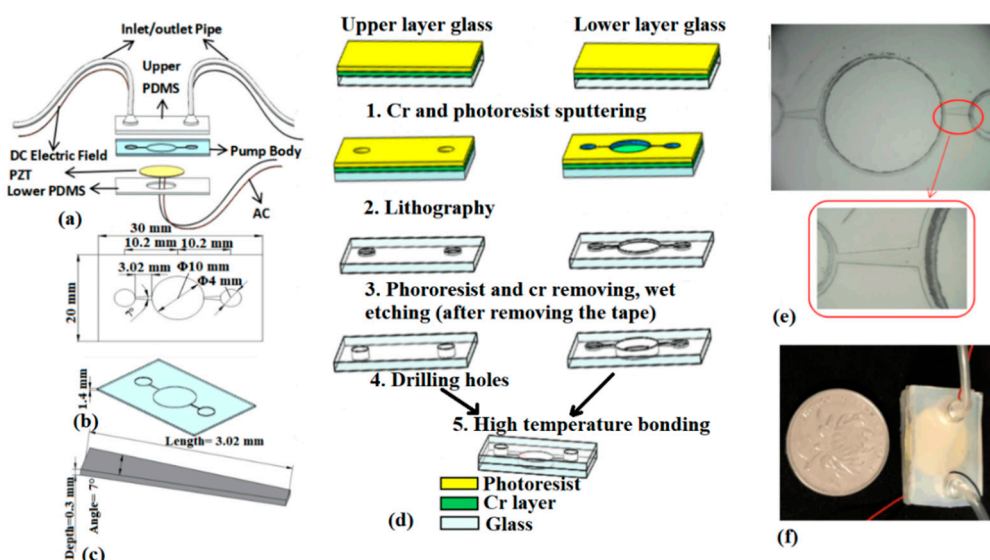 Inlet/outlet Pipe
Upper
PDMS
DC Electric Field
Pump Body
PZT
Lower PDMS
AC
(a)
30 mm
10.2 mm
10.2 mm
3.02 mm
Φ10 mm
Φ4 mm
7°
20 mm
1.4 mm
(b)
Length= 3.02 mm
Depth=0.3 mm
Angle= 7°
(c)
Upper layer glass
Lower layer glass
1. Cr and photoresist sputtering
2. Lithography
3. Phororesist and cr removing, wet
etching (after removing the tape)
4. Drilling holes
5. High temperature bonding
Photoresist
Cr layer
Glass
(d)
(e)
(f)